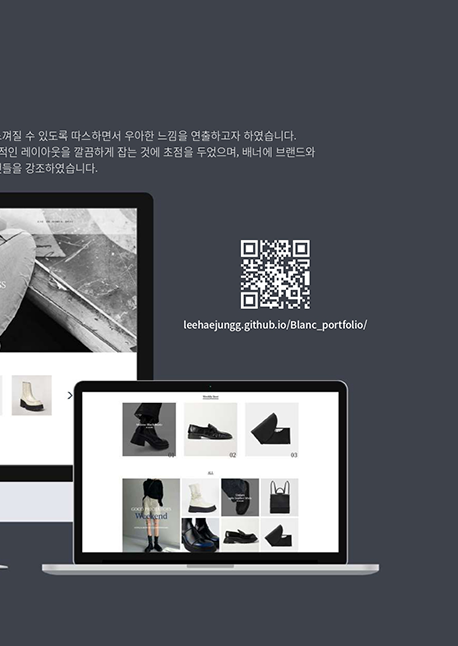 껴질 수 있도록 따스하면서 우아한 느낌을 연출하고자 하였습니다.
적인 레이아웃을 깔끔하게 잡는 것에 초점을 두었으며, 배너에 브랜드와
들을 강조하였습니다.
leehaejungg.github.io/Blanc_portfolio/
01
02
03
Weekend